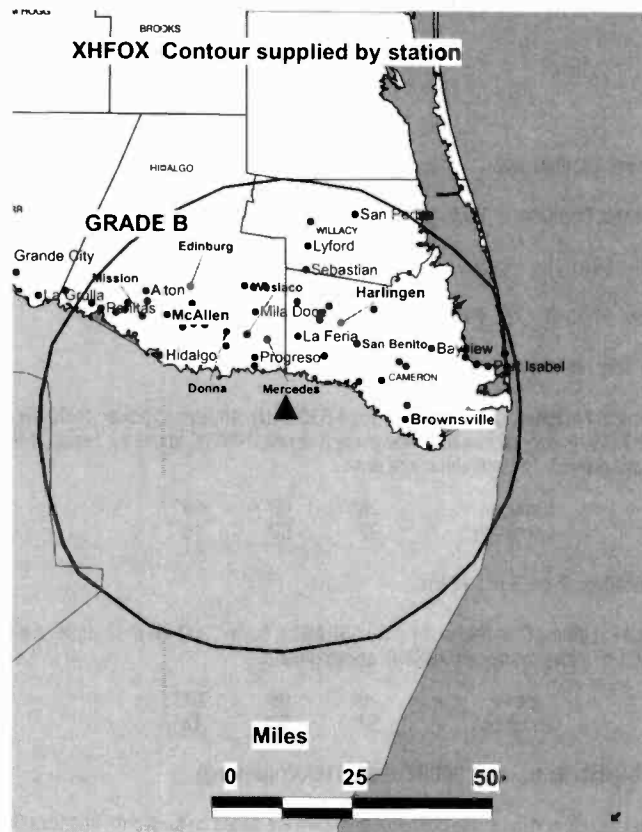 HOGG
BROOKS
XHFOX Contour supplied by station
HIDALGO
GRADE B
San Pe
WILLACY
Edinburg
Lyford
Grande City
Sebastian
Mission
Alton
Harlingen
La Grulla
McAllen
Mila Doce
La Feria
San Benito
Bayview
Hidalgo
Progreso
Port Isabel
CAMERON
Donna
Mercedes
Brownsville
Miles
0 25 50